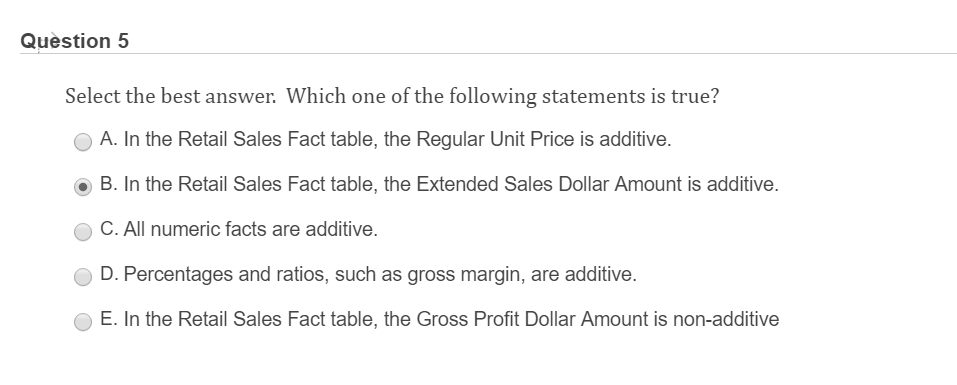 Question 5
Select the best answer. Which one of the following statements is true?
A. In the Retail Sales Fact table, the Regular Unit Price is additive.
B. In the Retail Sales Fact table, the Extended Sales Dollar Amount is additive.
C. All numeric facts are additive.
D. Percentages and ratios, such as gross margin, are additive.
E. In the Retail Sales Fact table, the Gross Profit Dollar Amount is non-additive